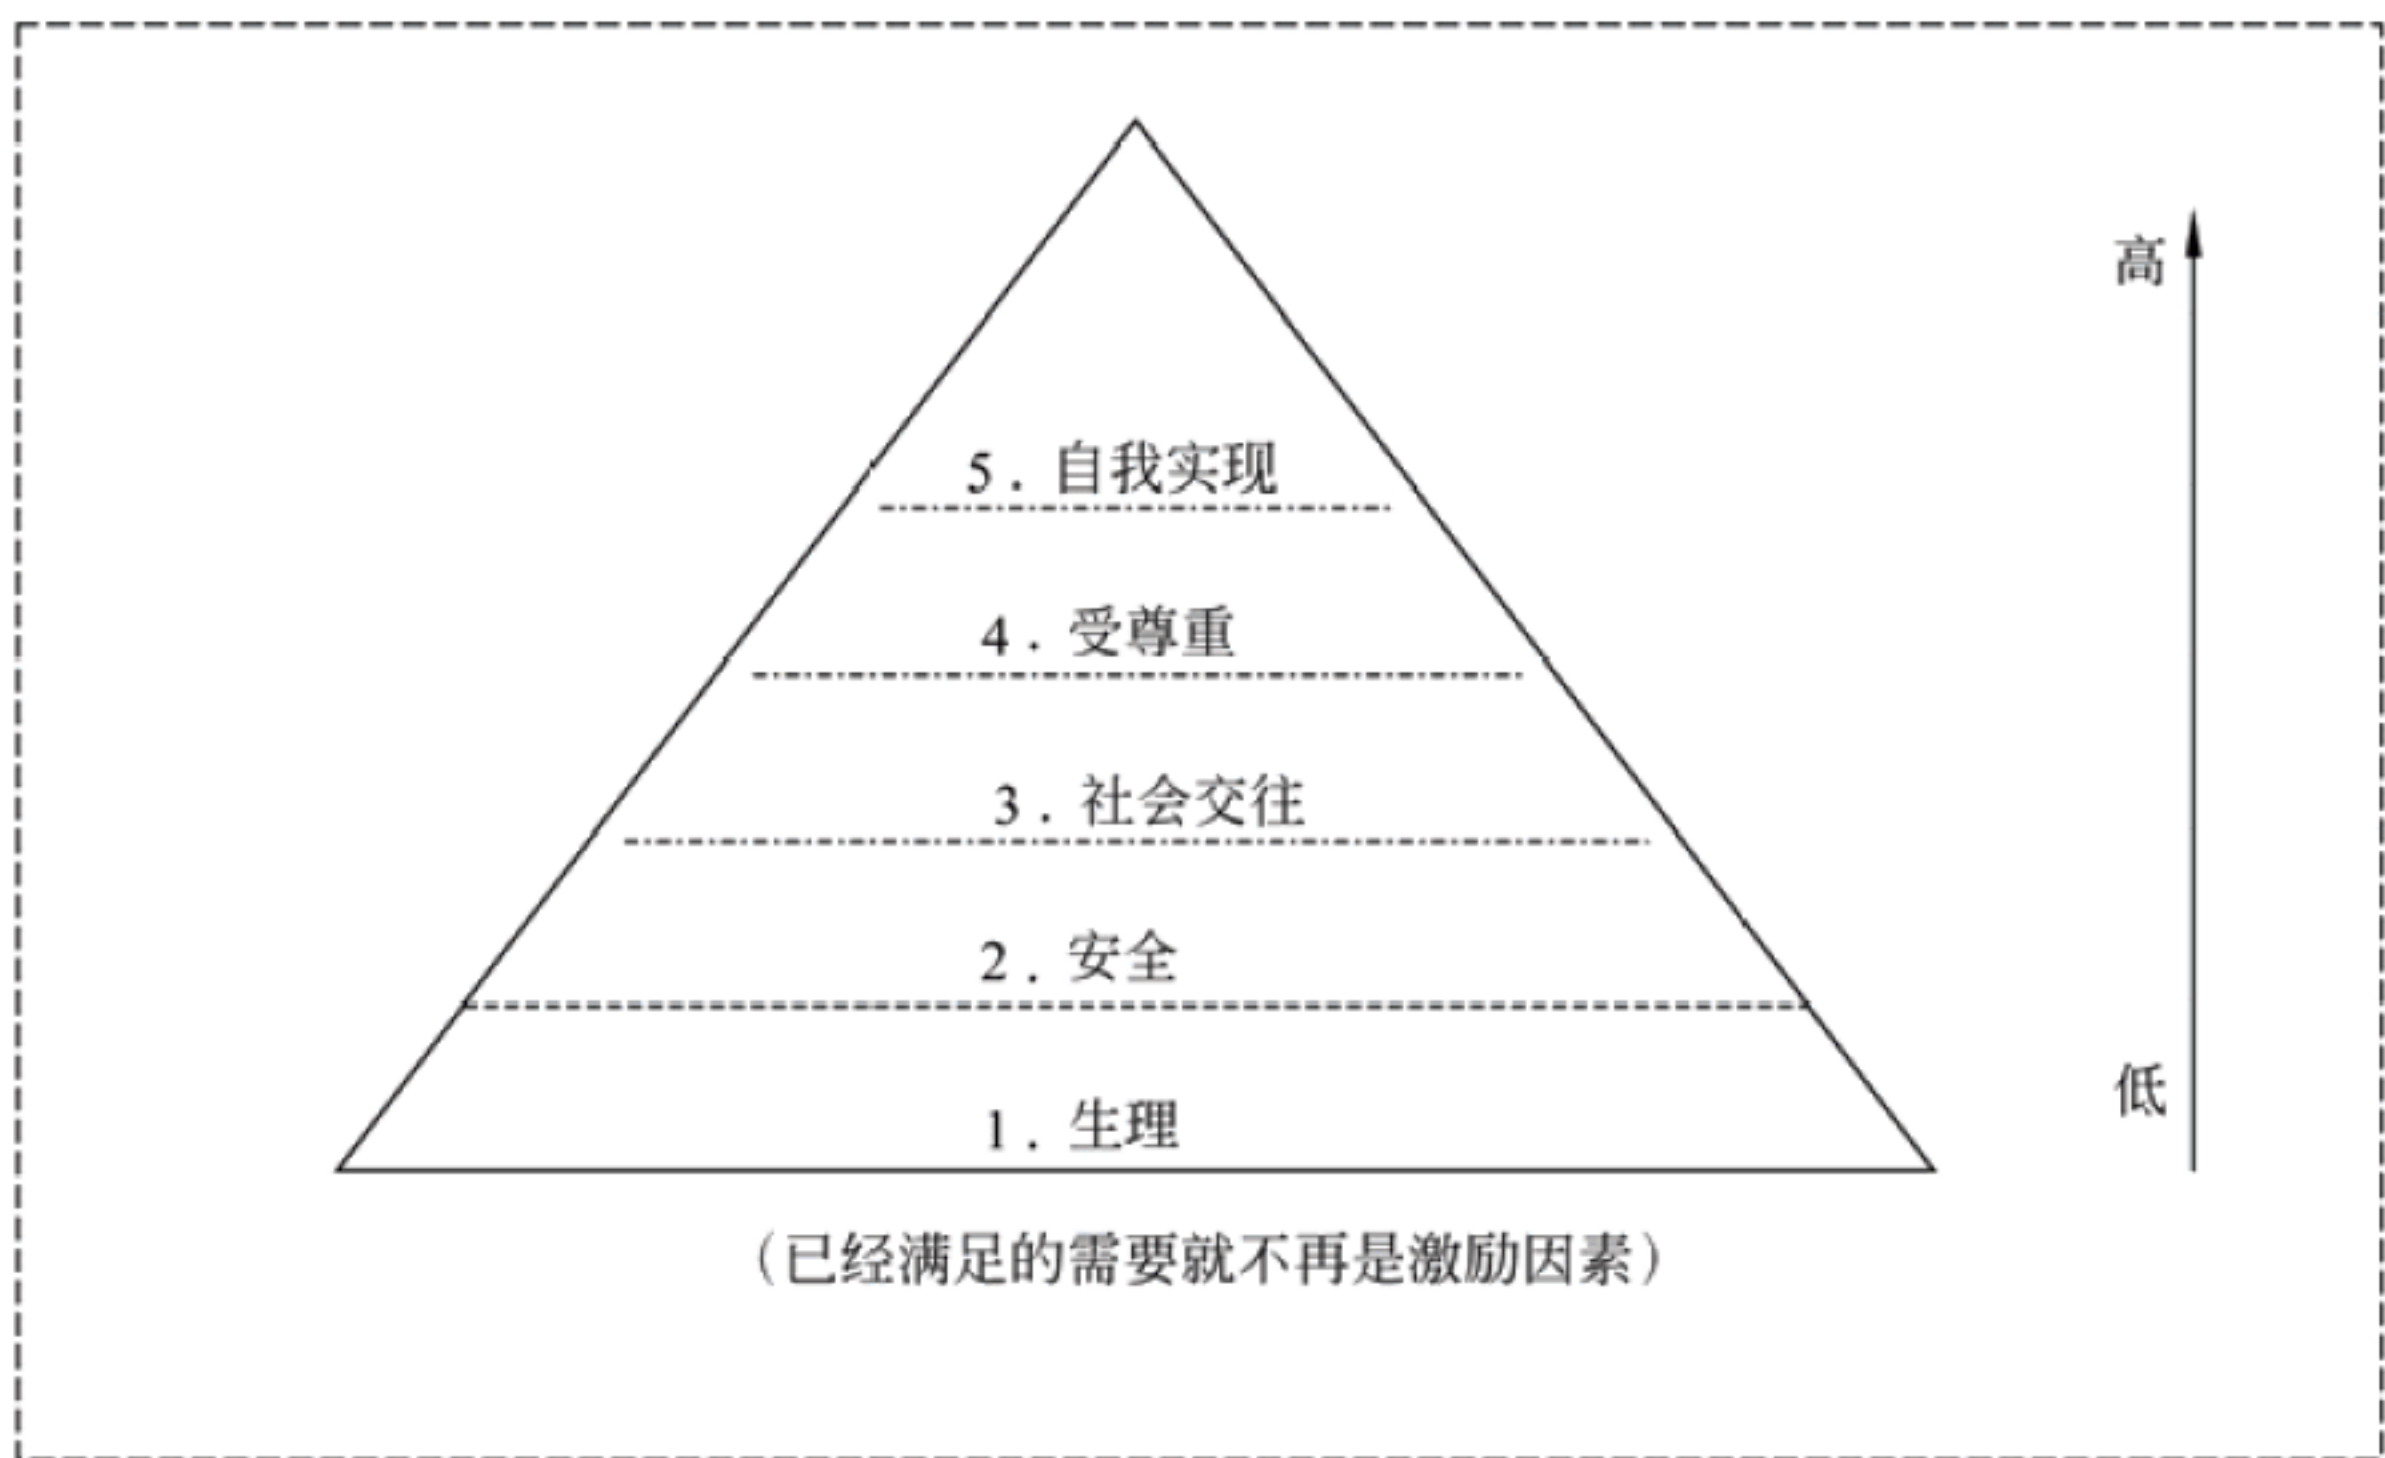 高
5. 自我实现
4. 受尊重
3. 社会交往
2. 安全
低
1. 生理
（已经满足的需要就不再是激励因素）